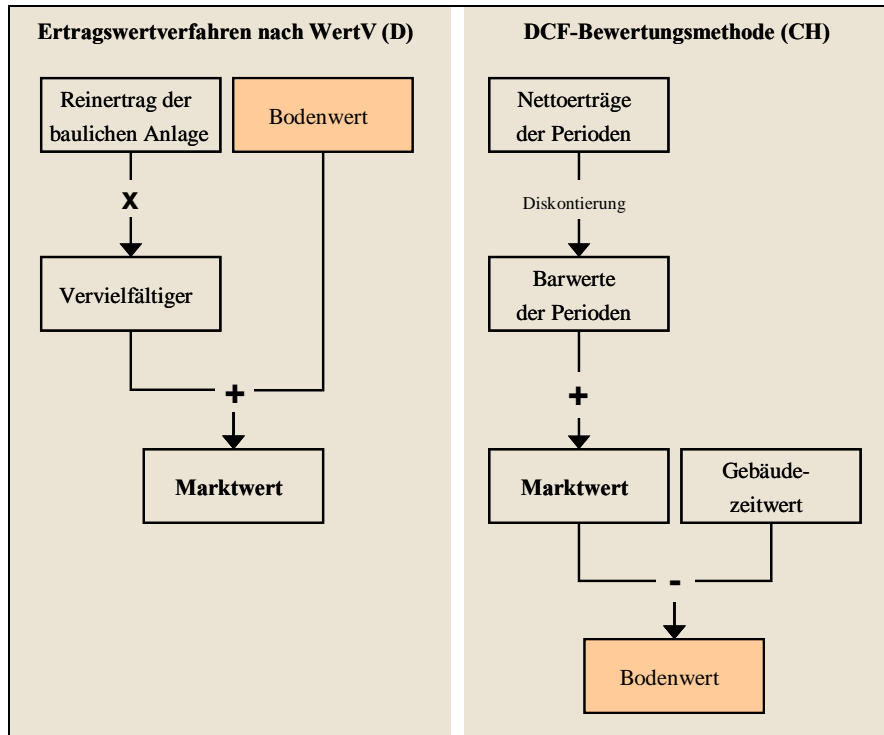 Ertragswertverfahren nach WertV (D)
Reinertrag der
baulichen Anlage
Bodenwert
x
Vervielfältiger
+
Marktwert
DCF-Bewertungsmethode (CH)
Nettoerträge
der Perioden
Diskontierung
Barwerte
der Perioden
+
Marktwert
Gebäude-
zeitwert
-
Bodenwert